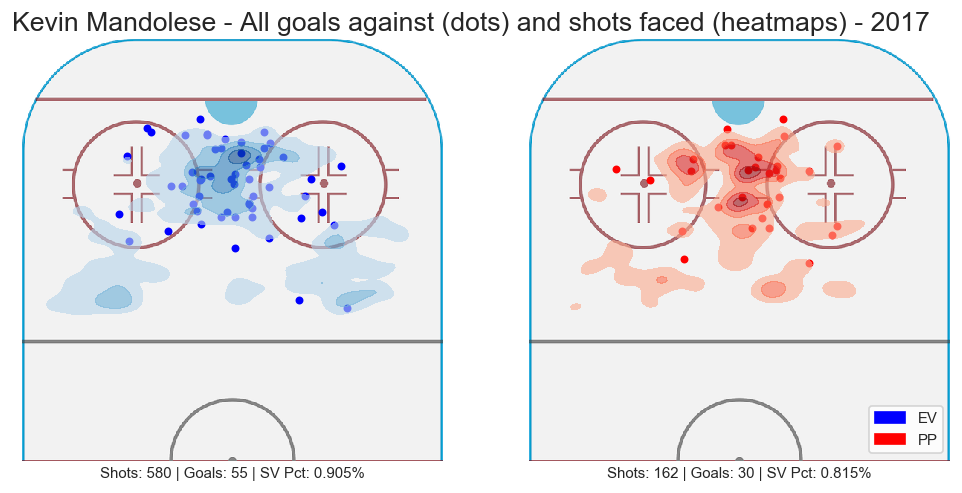 Kevin Mandolese - All goals against (dots) and shots faced (heatmaps) - 2017
EV
PP
Shots: 580 | Goals: 55 | SV Pct: 0.905%
Shots: 162 | Goals: 30 | SV Pct: 0.815%